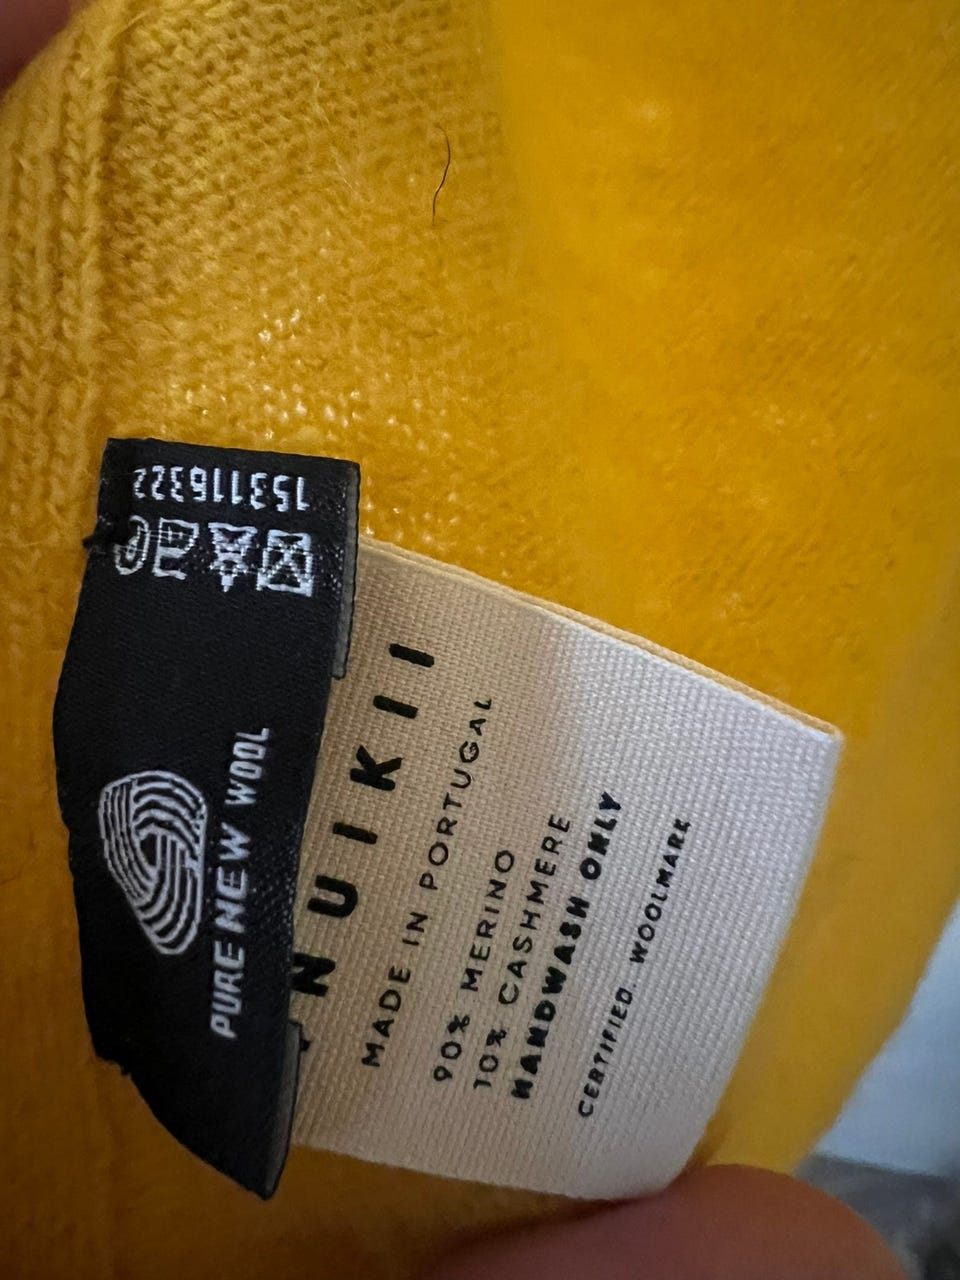 153116322
PURE NEW WOOL
NUIKII
MADE IN PORTUGAL
90% MERINO
10% CASHMERE
HANDWASH ONLY
CERTIFIED. WOOLMARK